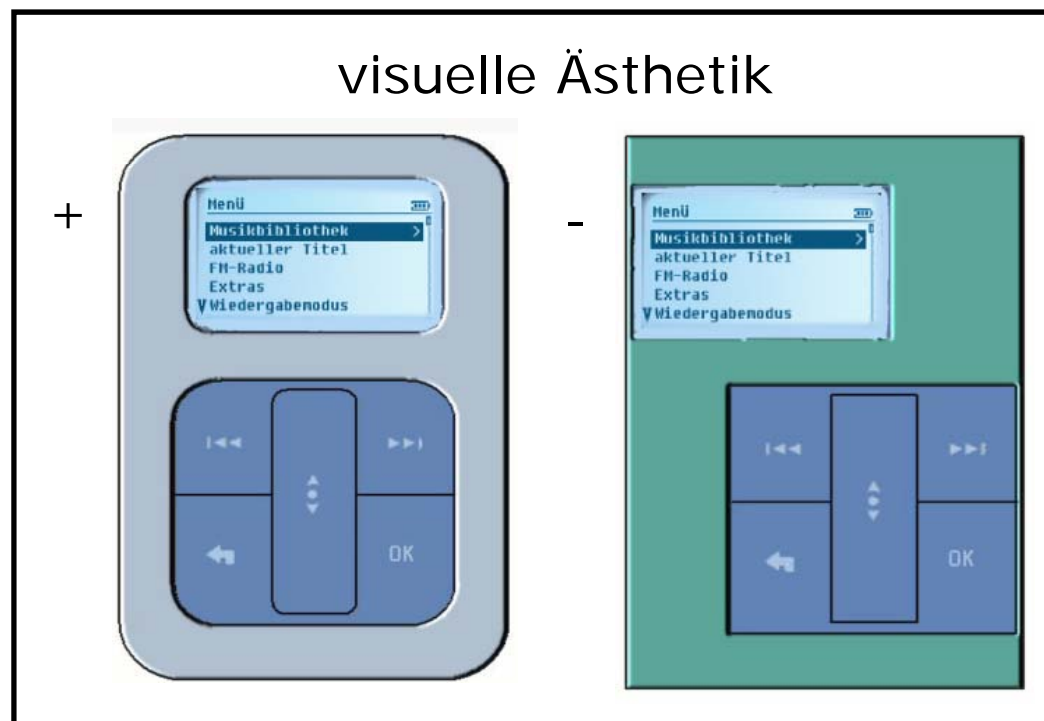 visuelle Ästhetik
+
Menü
Musikbibliothek >
aktueller Titel
FM-Radio
Extras
Wiedergabemodus
OK
-
Menü
Musikbibliothek >
aktueller Titel
FM-Radio
Extras
Wiedergabemodus
OK